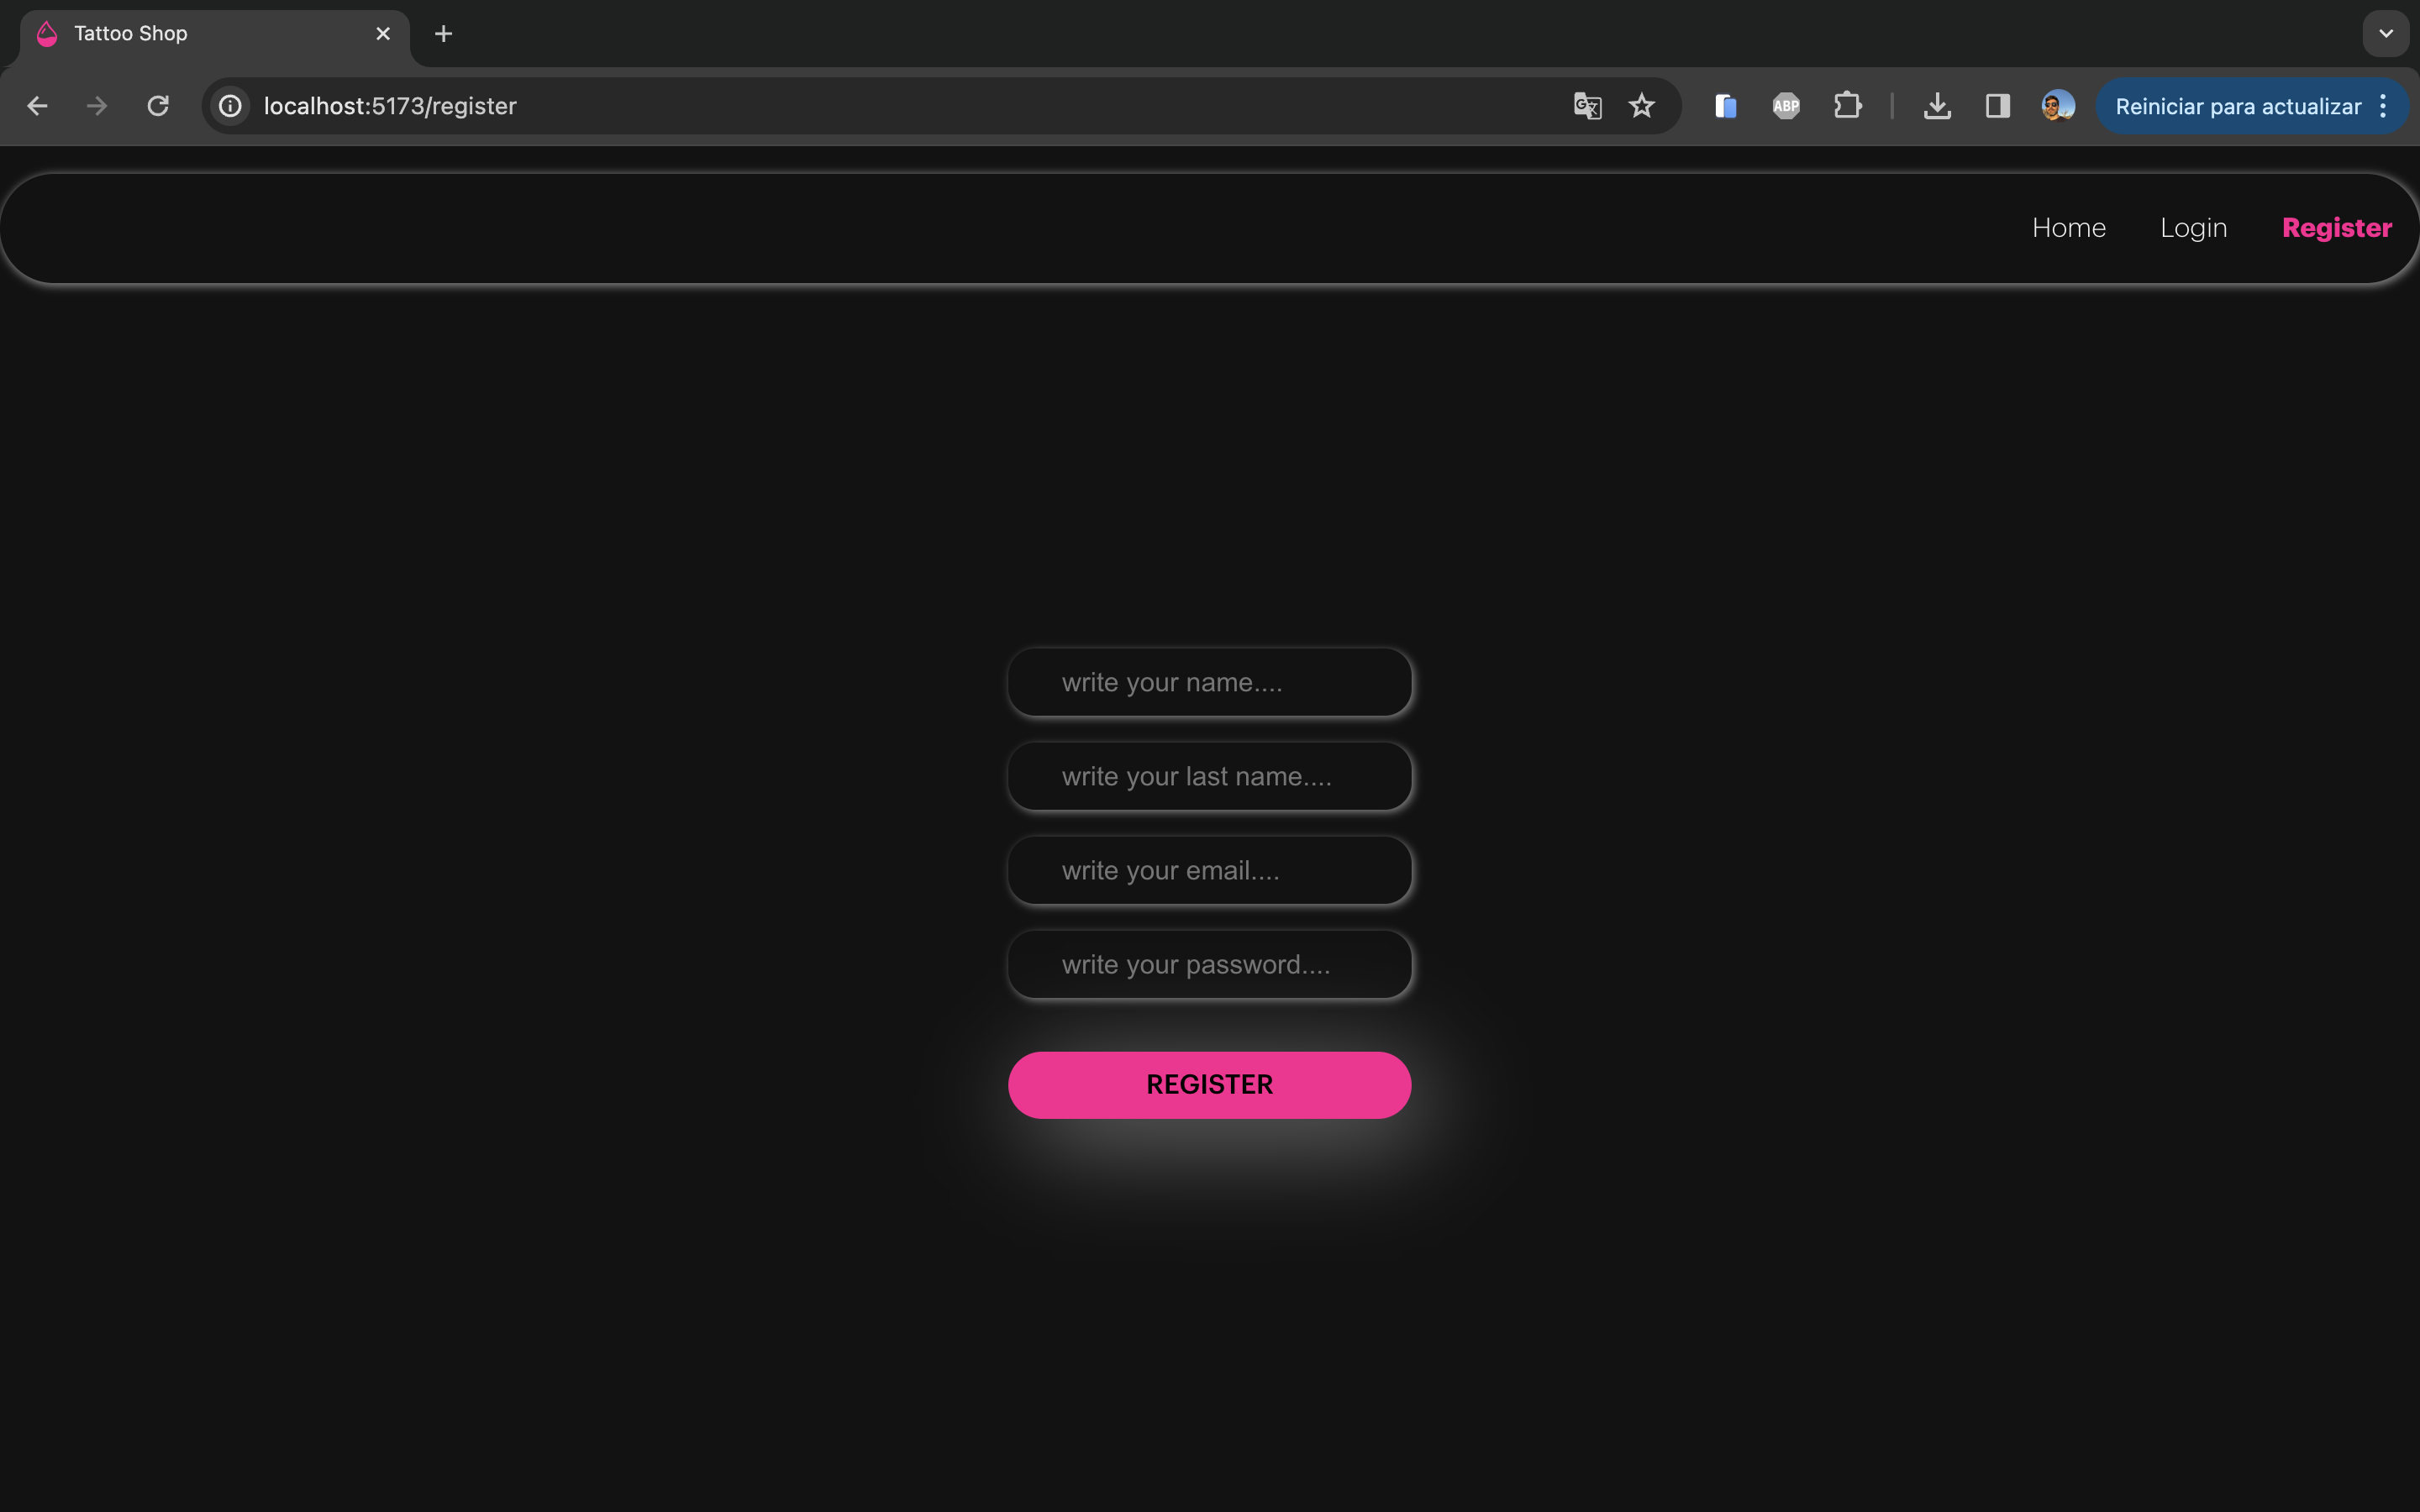 Tattoo Shop
localhost:5173/register
ABP
Reiniciar para actualizar
Home
Login
Register
write your name....
write your last name....
write your email....
write your password....
REGISTER